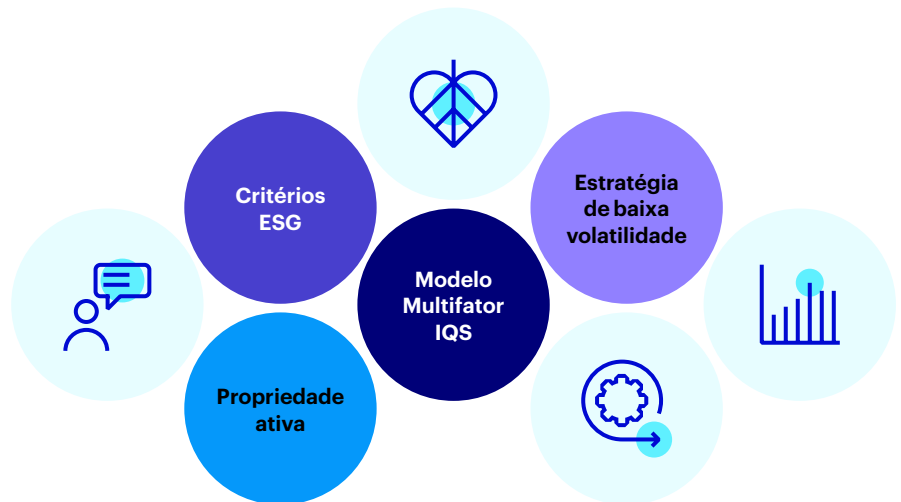 Critérios
ESG
Estratégia
de baixa
volatilidade
Modelo
Multifator
IQS
Propriedade
ativa